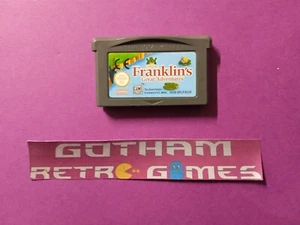 Franklin's
Great Adventures
GOTHAM
RETRO GAMES